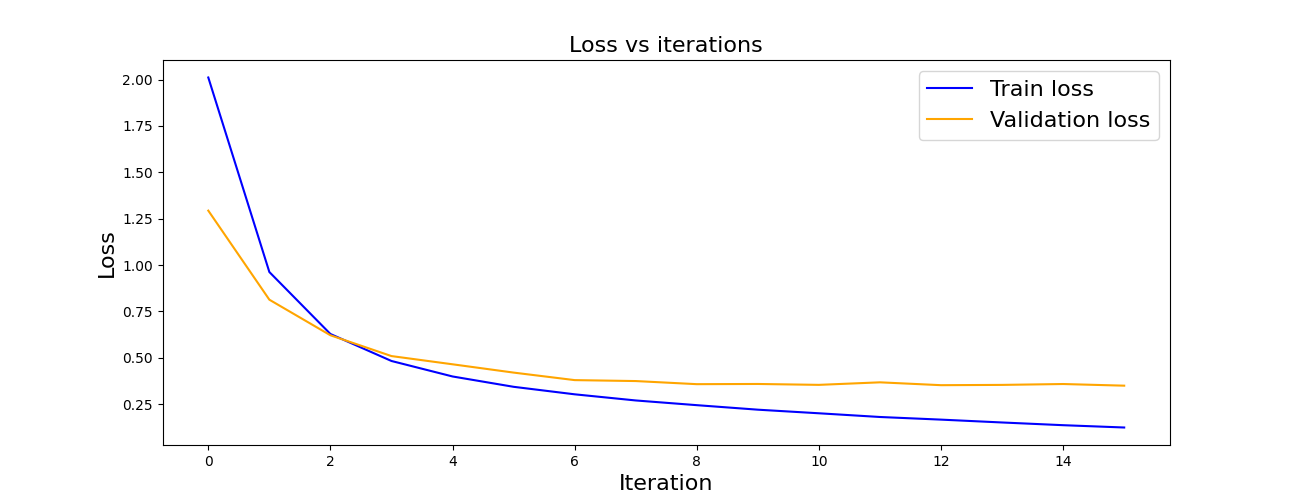 Loss vs iterations
Train loss
Validation loss
Loss
2.00
1.75
1.50
1.25
1.00
0.75
0.50
0.25
0 2 4 6 8 10 12 14
Iteration